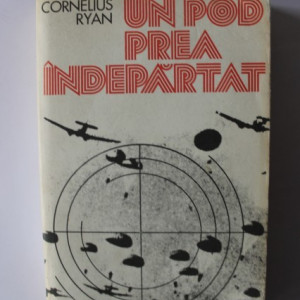 CORNELIUS
RYAN
UN POD
PREA
ÎNDEPĂRTAT